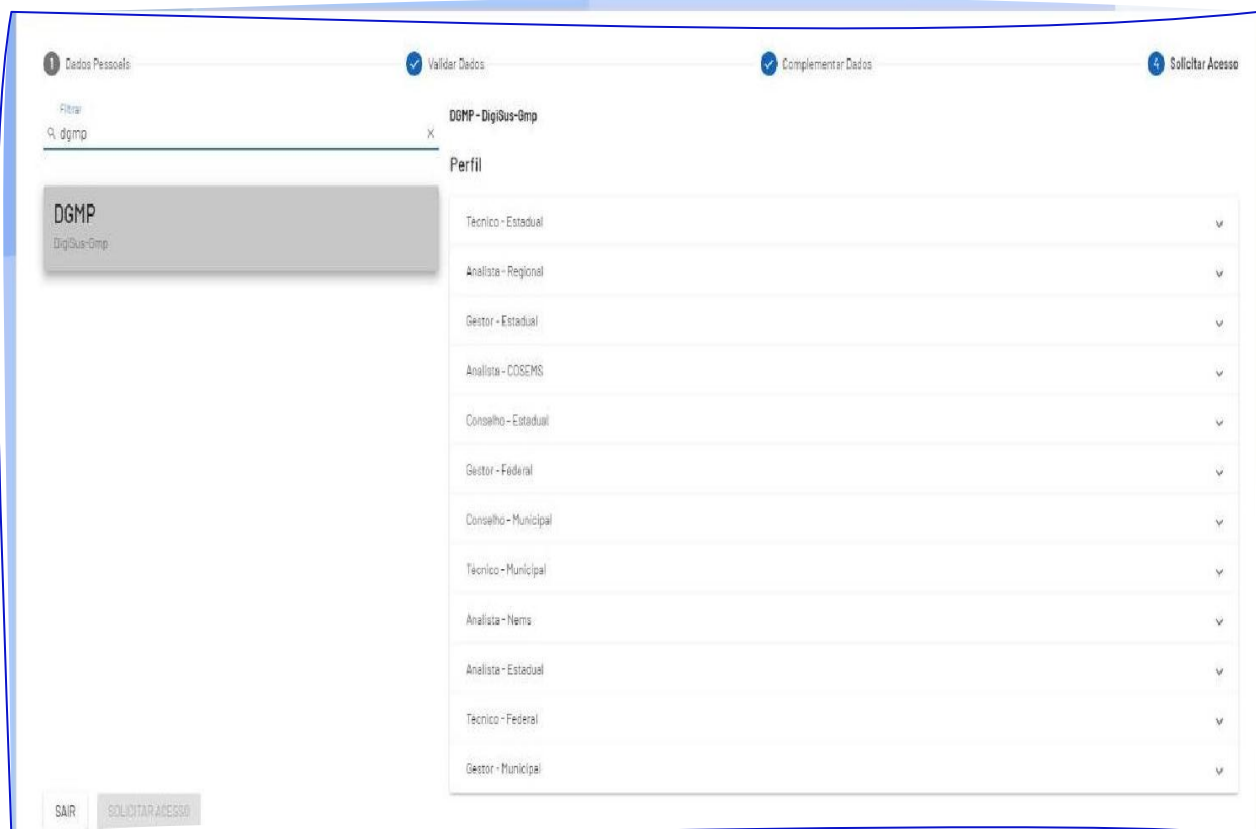 1 Dados Pessoais
Validar Dados
Complementar Dados
4 Solicitar Acesso
Filtrar
dgmp
DGMP
DigiSus-Gmp
DGMP - DigiSus-Gmp
Perfil
Técnico - Estadual
Analista - Regional
Gestor - Estadual
Analista - COSEMS
Conselho - Estadual
Gestor - Federal
Conselho - Municipal
Técnico - Municipal
Analista - Nems
Analista - Estadual
Técnico - Federal
Gestor - Municipal
SAIR
SOLICITAR ACESSO